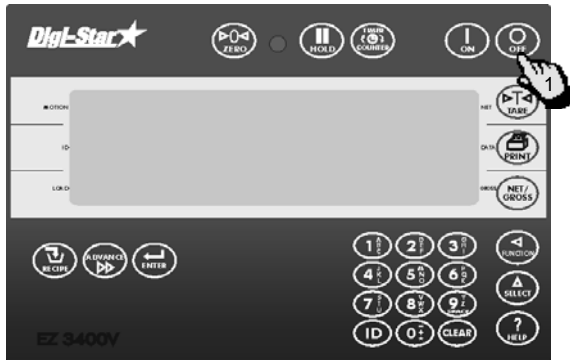 Digi-Star
ZERO
HOLD
TIMER
COUNTER
ON
OFF
1
MOTION
NET
TARE
ID
DATA
PRINT
LOAD
GROSS
NET/
GROSS
RECIPE
ADVANCE
ENTER
1 2 3
FUNCTION
4 5 6
SELECT
7 8 9
SPACE
ID 0 CLEAR
HELP
EZ 3400V